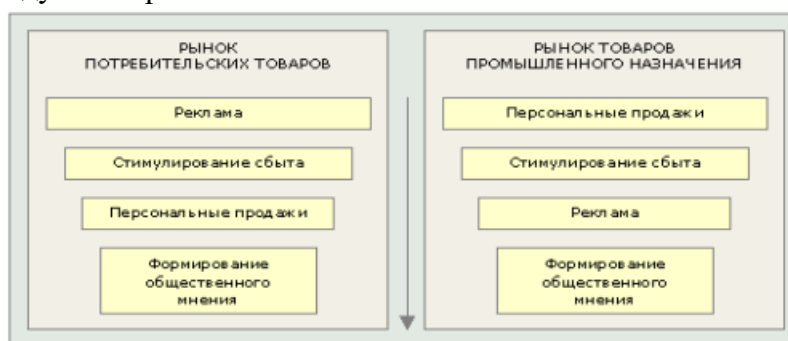 РЫНОК
ПОТРЕБИТЕЛЬСКИХ ТОВАРОВ
Реклама
Стимулирование сбыта
Персональные продажи
Формирование
общественного
мнения
РЫНОК ТОВАРОВ
ПРОМЫШЛЕННОГО НАЗНАЧЕНИЯ
Персональные продажи
Стимулирование сбыта
Реклама
Формирование
общественного
мнения